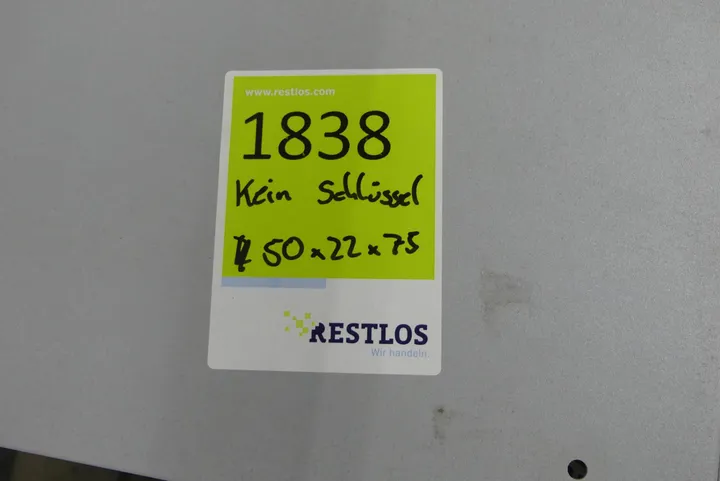 www.restlos.com
1838
Kein Schlüssel
50 x 22 x 75
RESTLOS
Wir handeln.